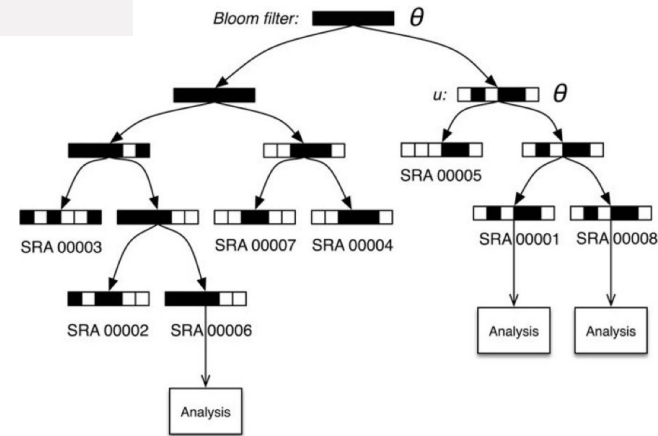 Bloom filter: θ
u: θ
SRA 00005
SRA 00003
SRA 00007
SRA 00004
SRA 00001
SRA 00008
SRA 00002
SRA 00006
Analysis
Analysis
Analysis